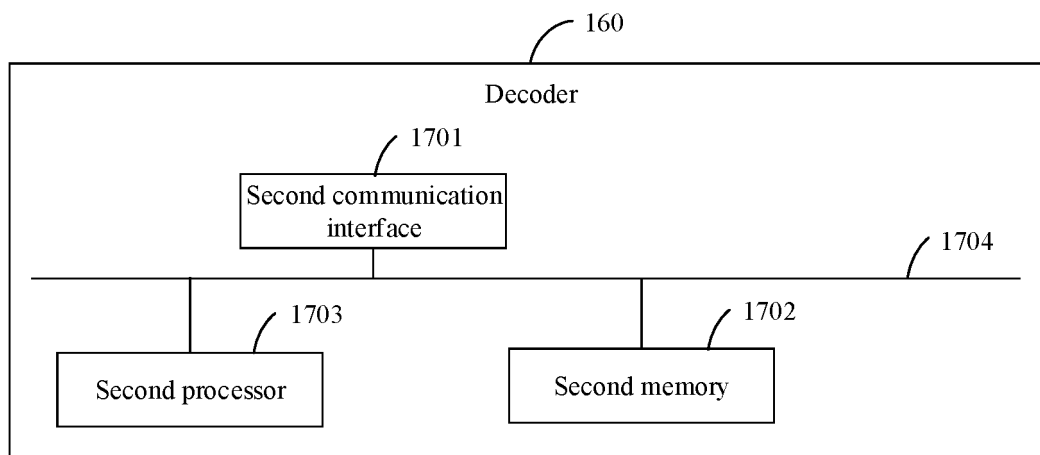 160
Decoder
1701
Second communication
interface
1704
1703
1702
Second processor
Second memory